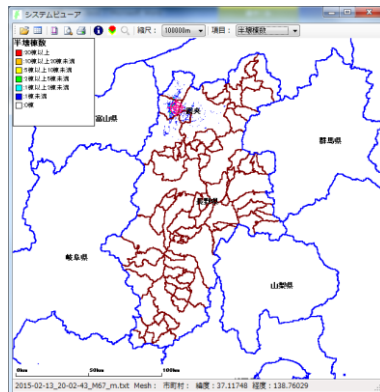 システムビューア
縮尺： 100000m 項目： 半壊棟数
半壊棟数
30棟以上
10棟以上30棟未満
5棟以上10棟未満
2棟以上5棟未満
1棟以上2棟未満
1棟未満
0棟
富山県
群馬県
長野県
岐阜県
山梨県
0km 50km 100km
2015-02-13_20-02-43_M67_m.txt Mesh： 市町村： 緯度：37.11748 経度：138.76029